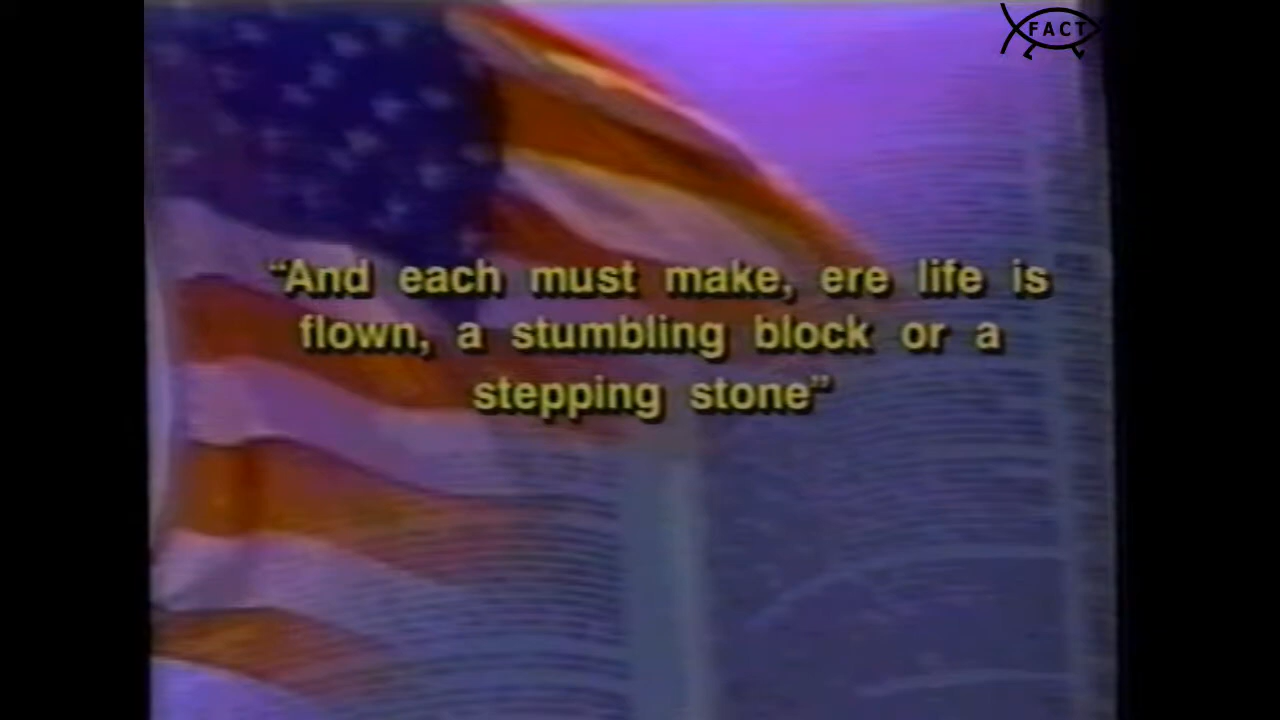 FACT
“And each must make, ere life is
flown, a stumbling block or a
stepping stone”